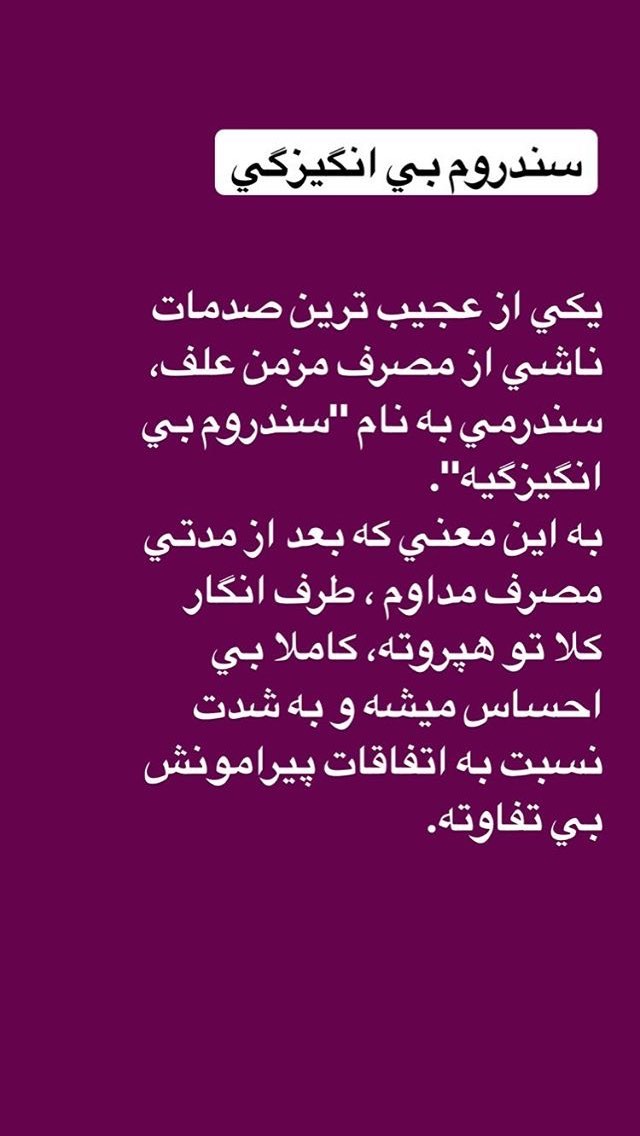 سندروم بي انگيزگي
يكي از عجيب ترين صدمات
ناشي از مصرف مزمن علف،
سندرمي به نام "سندروم بي
انگيزگيه".
به اين معني كه بعد از مدتي
مصرف مداوم ، طرف انگار
كلا تو هپروته، كاملا بي
احساس ميشه و به شدت
نسبت به اتفاقات پيرامونش
بي تفاوته.